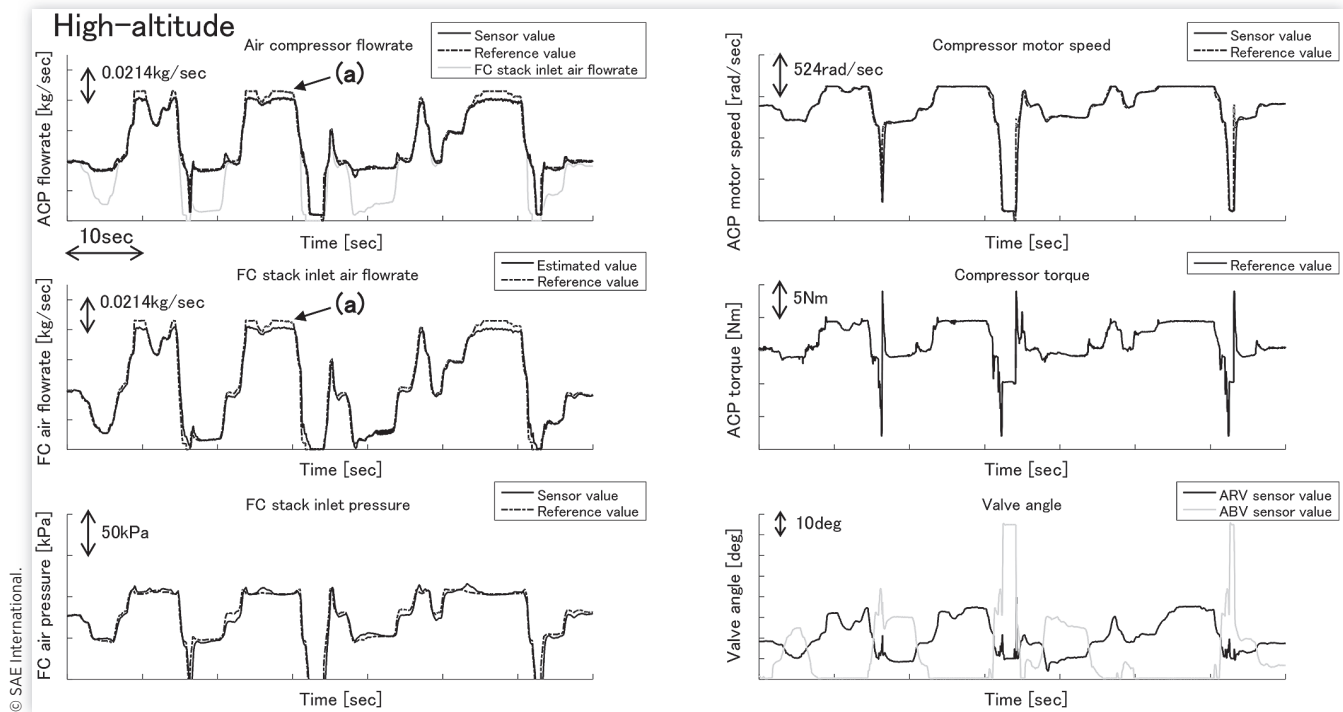 High-altitude
Air compressor flowrate
Sensor value
Reference value
FC stack inlet air flowrate
0.0214kg/sec
(a)
ACP flowrate [kg/sec]
Time [sec]
10sec
Compressor motor speed
Sensor value
Reference value
524rad/sec
ACP motor speed [rad/sec]
Time [sec]
FC stack inlet air flowrate
Estimated value
Reference value
0.0214kg/sec
(a)
FC air flowrate [kg/sec]
Time [sec]
Compressor torque
Reference value
5Nm
ACP torque [Nm]
Time [sec]
FC stack inlet pressure
Sensor value
Reference value
50kPa
FC air pressure [kPa]
Time [sec]
Valve angle
ARV sensor value
ABV sensor value
10deg
Valve angle [deg]
Time [sec]
© SAE International.